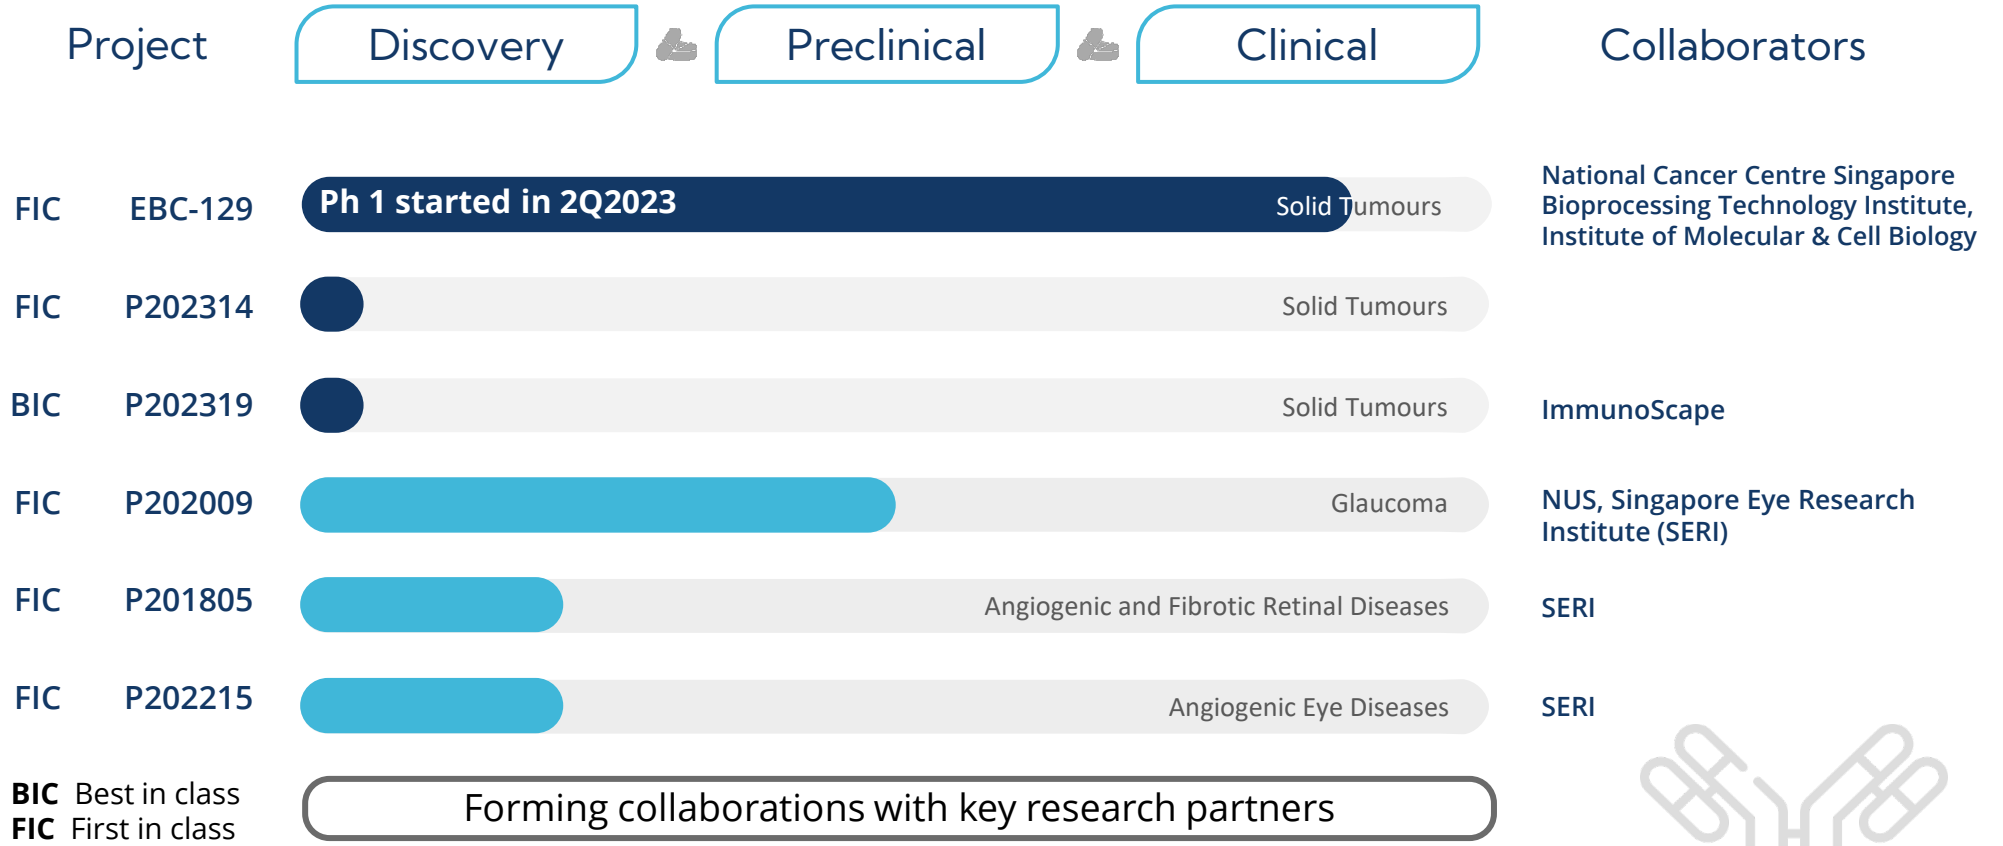 Project Discovery Preclinical Clinical Collaborators
FIC EBC-129 Ph 1 started in 2Q2023 Solid Tumours
National Cancer Centre Singapore
Bioprocessing Technology Institute,
Institute of Molecular & Cell Biology
FIC P202314 Solid Tumours
BIC P202319 Solid Tumours ImmunoScape
FIC P202009 Glaucoma
NUS, Singapore Eye Research
Institute (SERI)
FIC P201805 Angiogenic and Fibrotic Retinal Diseases SERI
FIC P202215 Angiogenic Eye Diseases SERI
BIC Best in class
FIC First in class
Forming collaborations with key research partners